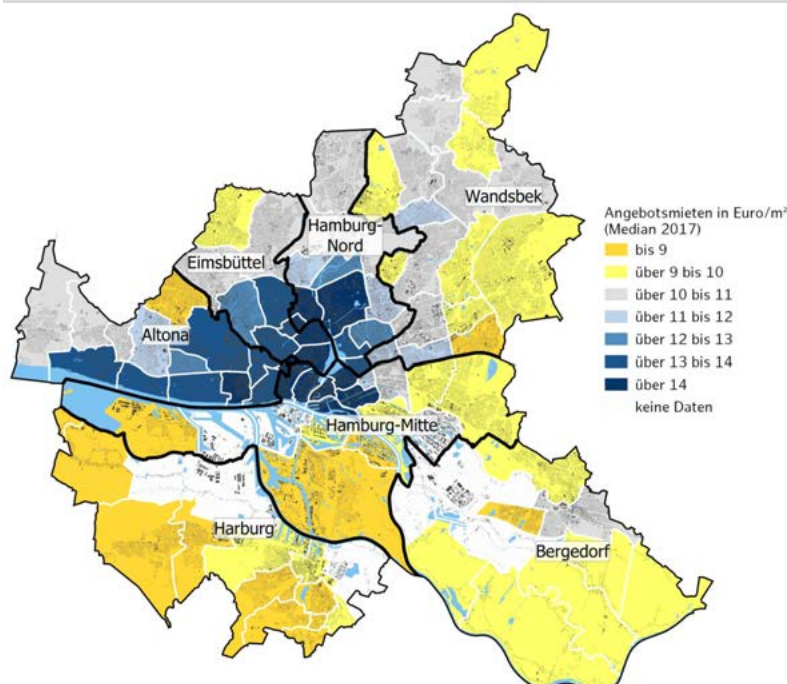 Wandsbek
Hamburg-
Nord
Eimsbüttel
Altona
Hamburg-Mitte
Harburg
Bergedorf
Angebotsmieten in Euro/m²
(Median 2017)
bis 9
über 9 bis 10
über 10 bis 11
über 11 bis 12
über 12 bis 13
über 13 bis 14
über 14
keine Daten